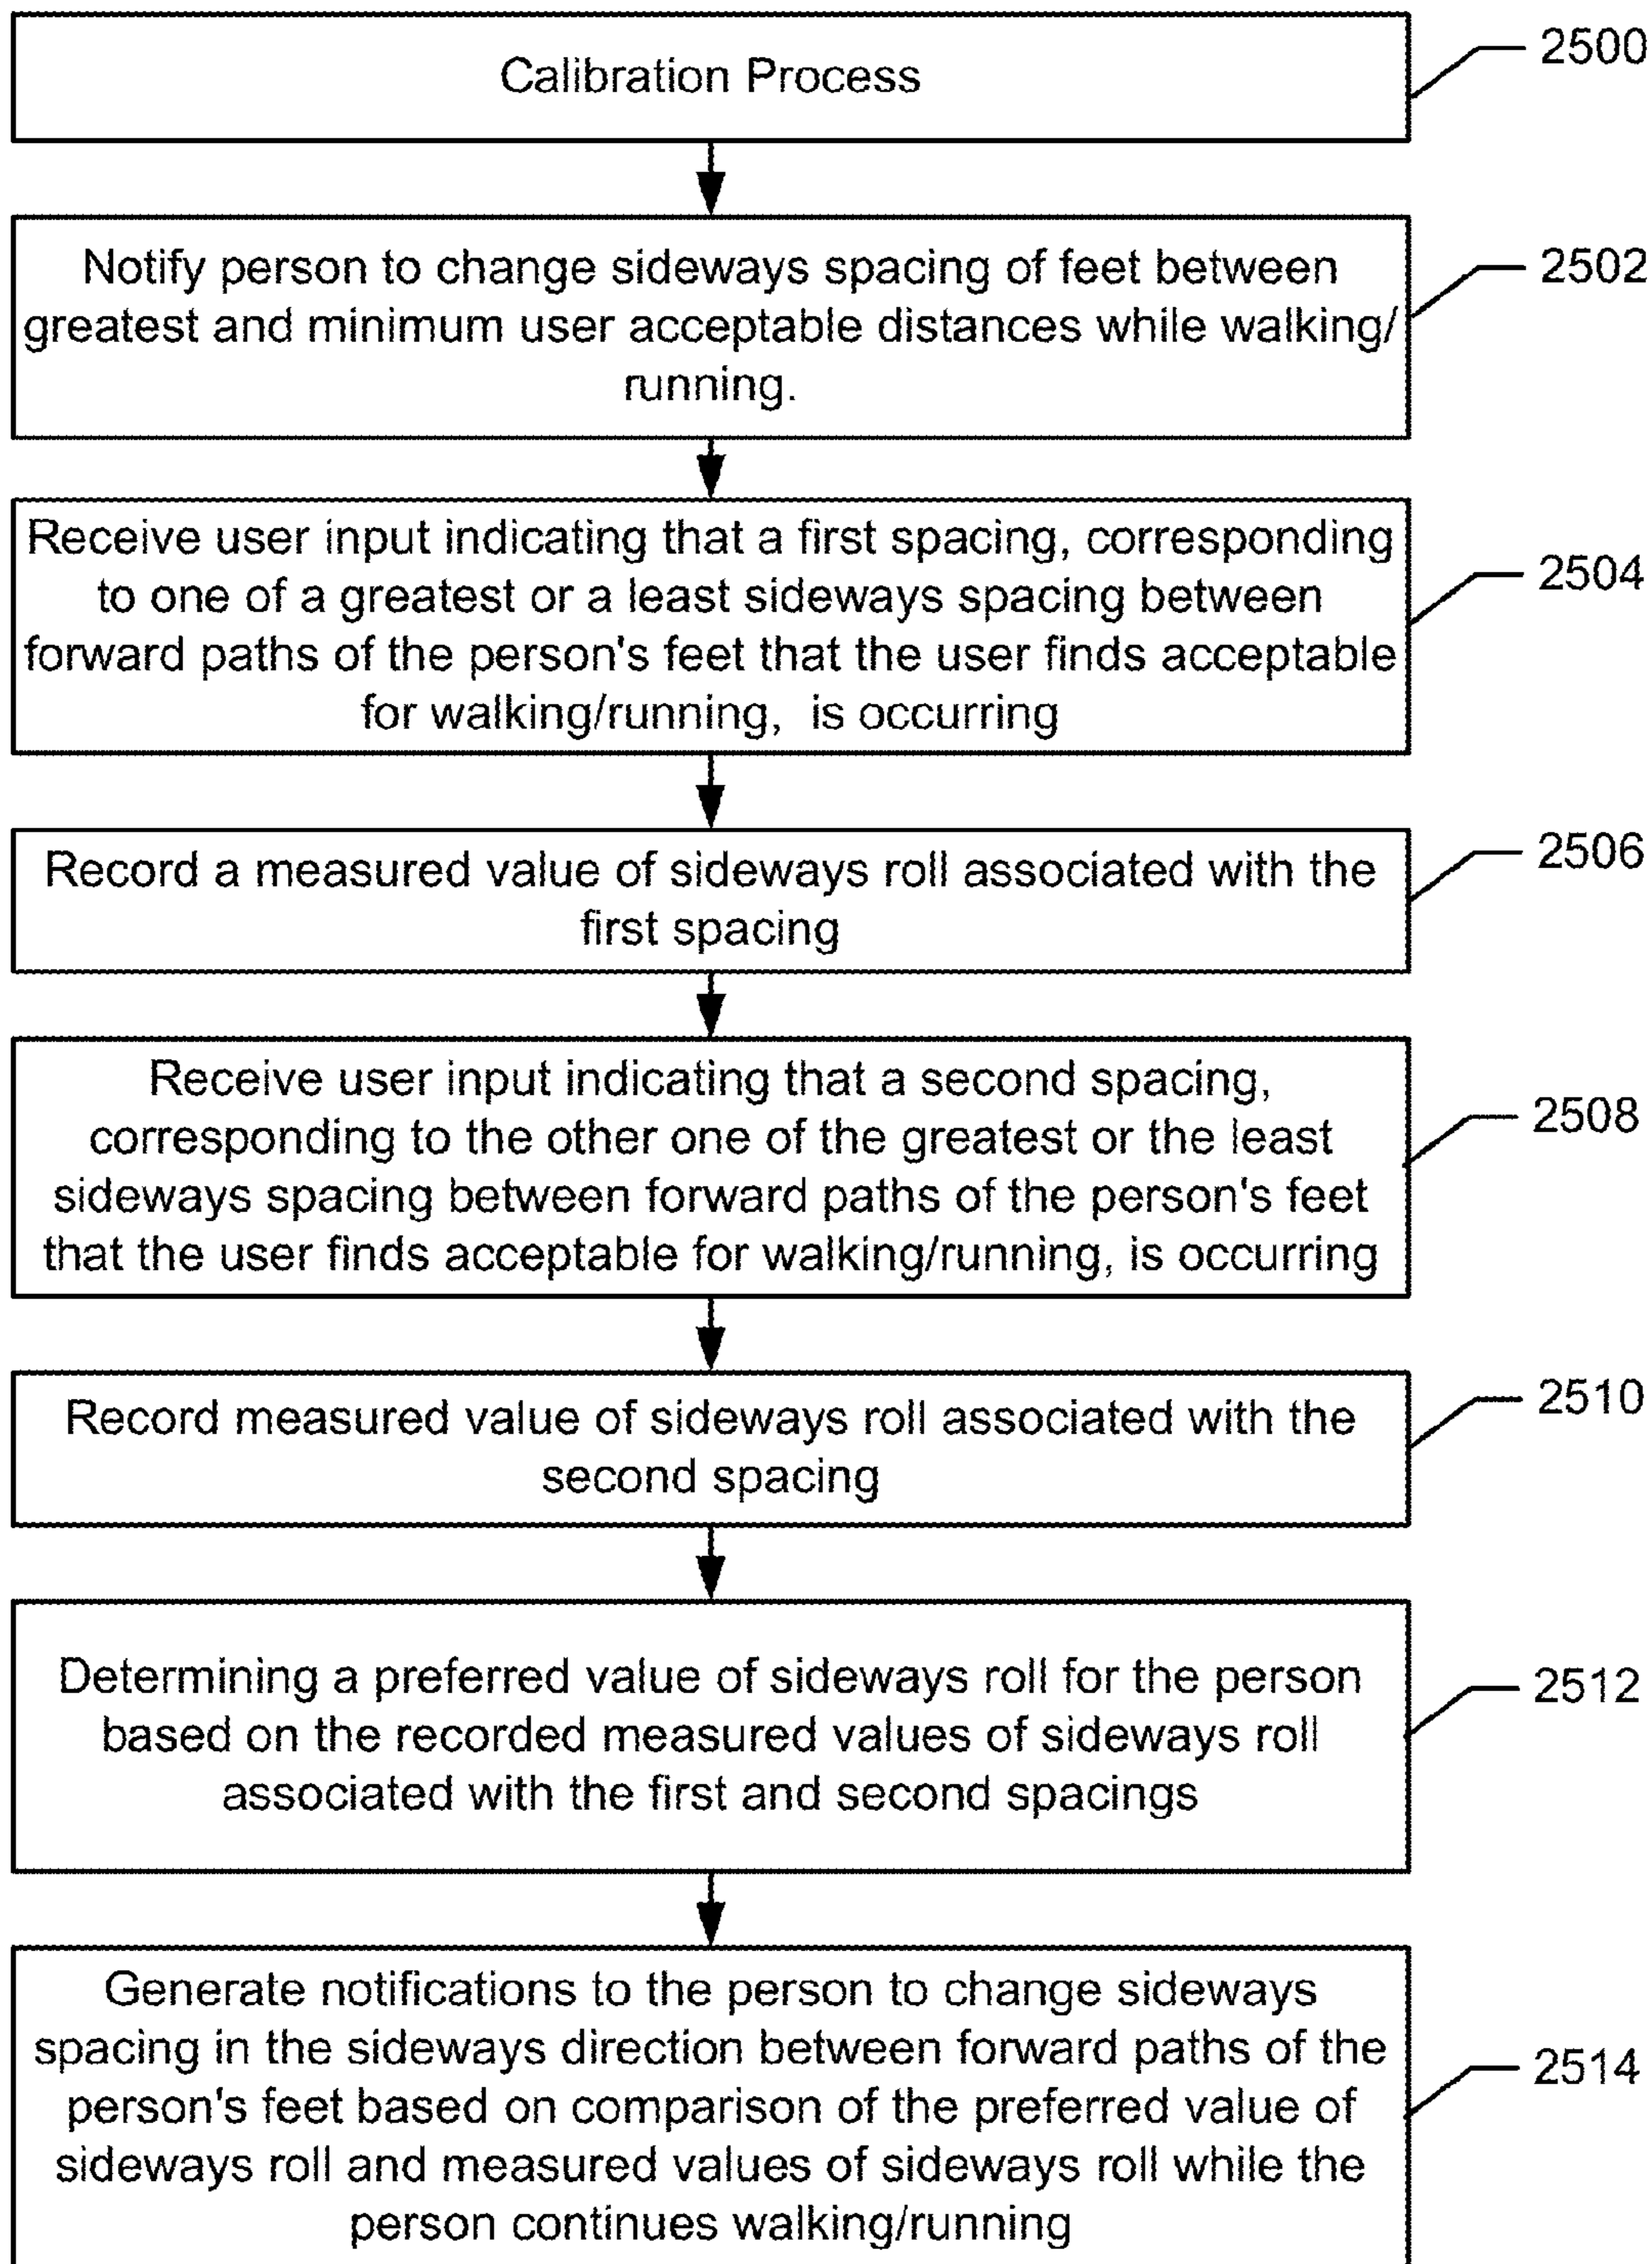 Calibration Process
2500
Notify person to change sideways spacing of feet between
greatest and minimum user acceptable distances while walking/
running.
2502
Receive user input indicating that a first spacing, corresponding
to one of a greatest or a least sideways spacing between
forward paths of the person's feet that the user finds acceptable
for walking/running, is occurring
2504
Record a measured value of sideways roll associated with the
first spacing
2506
Receive user input indicating that a second spacing,
corresponding to the other one of the greatest or the least
sideways spacing between forward paths of the person's feet
that the user finds acceptable for walking/running, is occurring
2508
Record measured value of sideways roll associated with the
second spacing
2510
Determining a preferred value of sideways roll for the person
based on the recorded measured values of sideways roll
associated with the first and second spacings
2512
Generate notifications to the person to change sideways
spacing in the sideways direction between forward paths of the
person's feet based on comparison of the preferred value of
sideways roll and measured values of sideways roll while the
person continues walking/running
2514